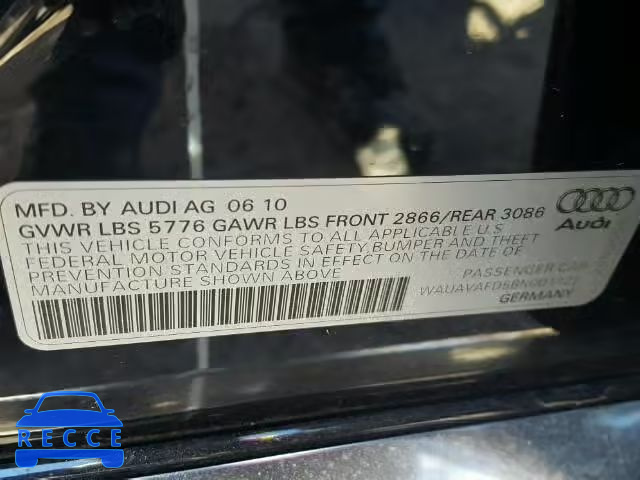 MFD. BY AUDI AG 06 10
GVWR LBS 5776 GAWR LBS FRONT 2866/REAR 3086
THIS VEHICLE CONFORMS TO ALL APPLICABLE U.S.
FEDERAL MOTOR VEHICLE SAFETY, BUMPER AND THEFT
PREVENTION STANDARDS IN EFFECT ON THE DATE OF
MANUFACTURE SHOWN ABOVE
Audi
PASSENGER CAR
GERMANY
RECCE